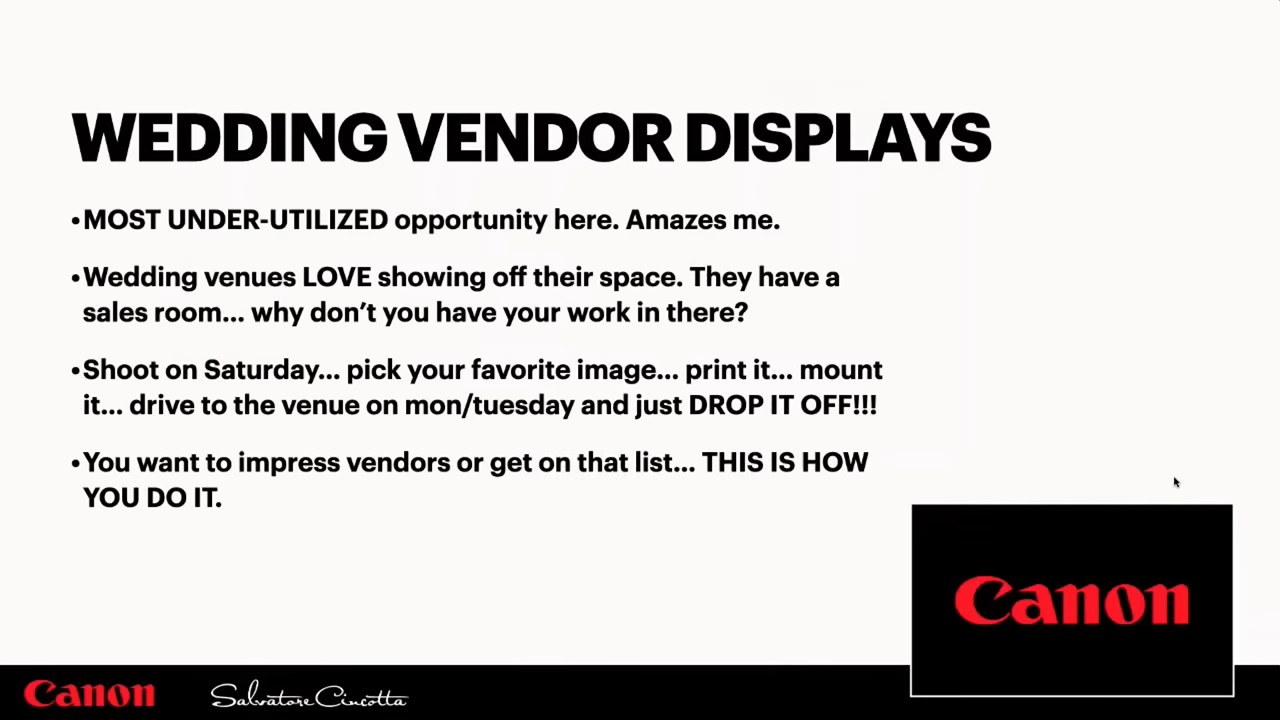 WEDDING VENDOR DISPLAYS
•MOST UNDER-UTILIZED opportunity here. Amazes me.
•Wedding venues LOVE showing off their space. They have a
sales room... why don’t you have your work in there?
•Shoot on Saturday... pick your favorite image... print it... mount
it... drive to the venue on mon/tuesday and just DROP IT OFF!!!
•You want to impress vendors or get on that list... THIS IS HOW
YOU DO IT.
Canon
Canon Salvatore Cincotta